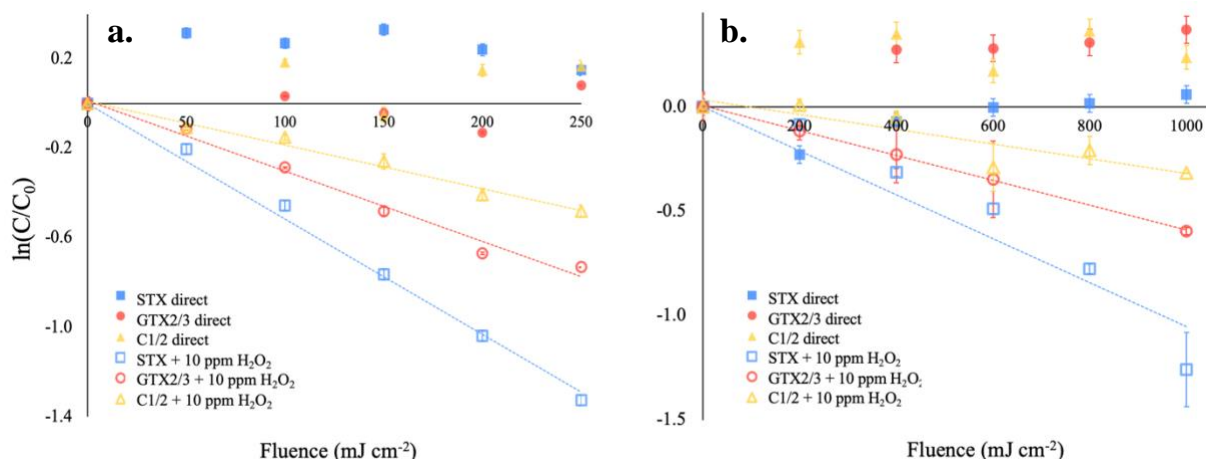 a.
0.2
0.0
-0.2
-0.6
-1.0
-1.4
0
50
100
150
200
250
ln(C/C₀)
STX direct
GTX2/3 direct
C1/2 direct
STX + 10 ppm H₂O₂
GTX2/3 + 10 ppm H₂O₂
C1/2 + 10 ppm H₂O₂
Fluence (mJ cm⁻²)
b.
0.0
-0.5
-1.0
-1.5
0
200
400
600
800
1000
STX direct
GTX2/3 direct
C1/2 direct
STX + 10 ppm H₂O₂
GTX2/3 + 10 ppm H₂O
C1/2 + 10 ppm H₂O₂
Fluence (mJ cm⁻²)